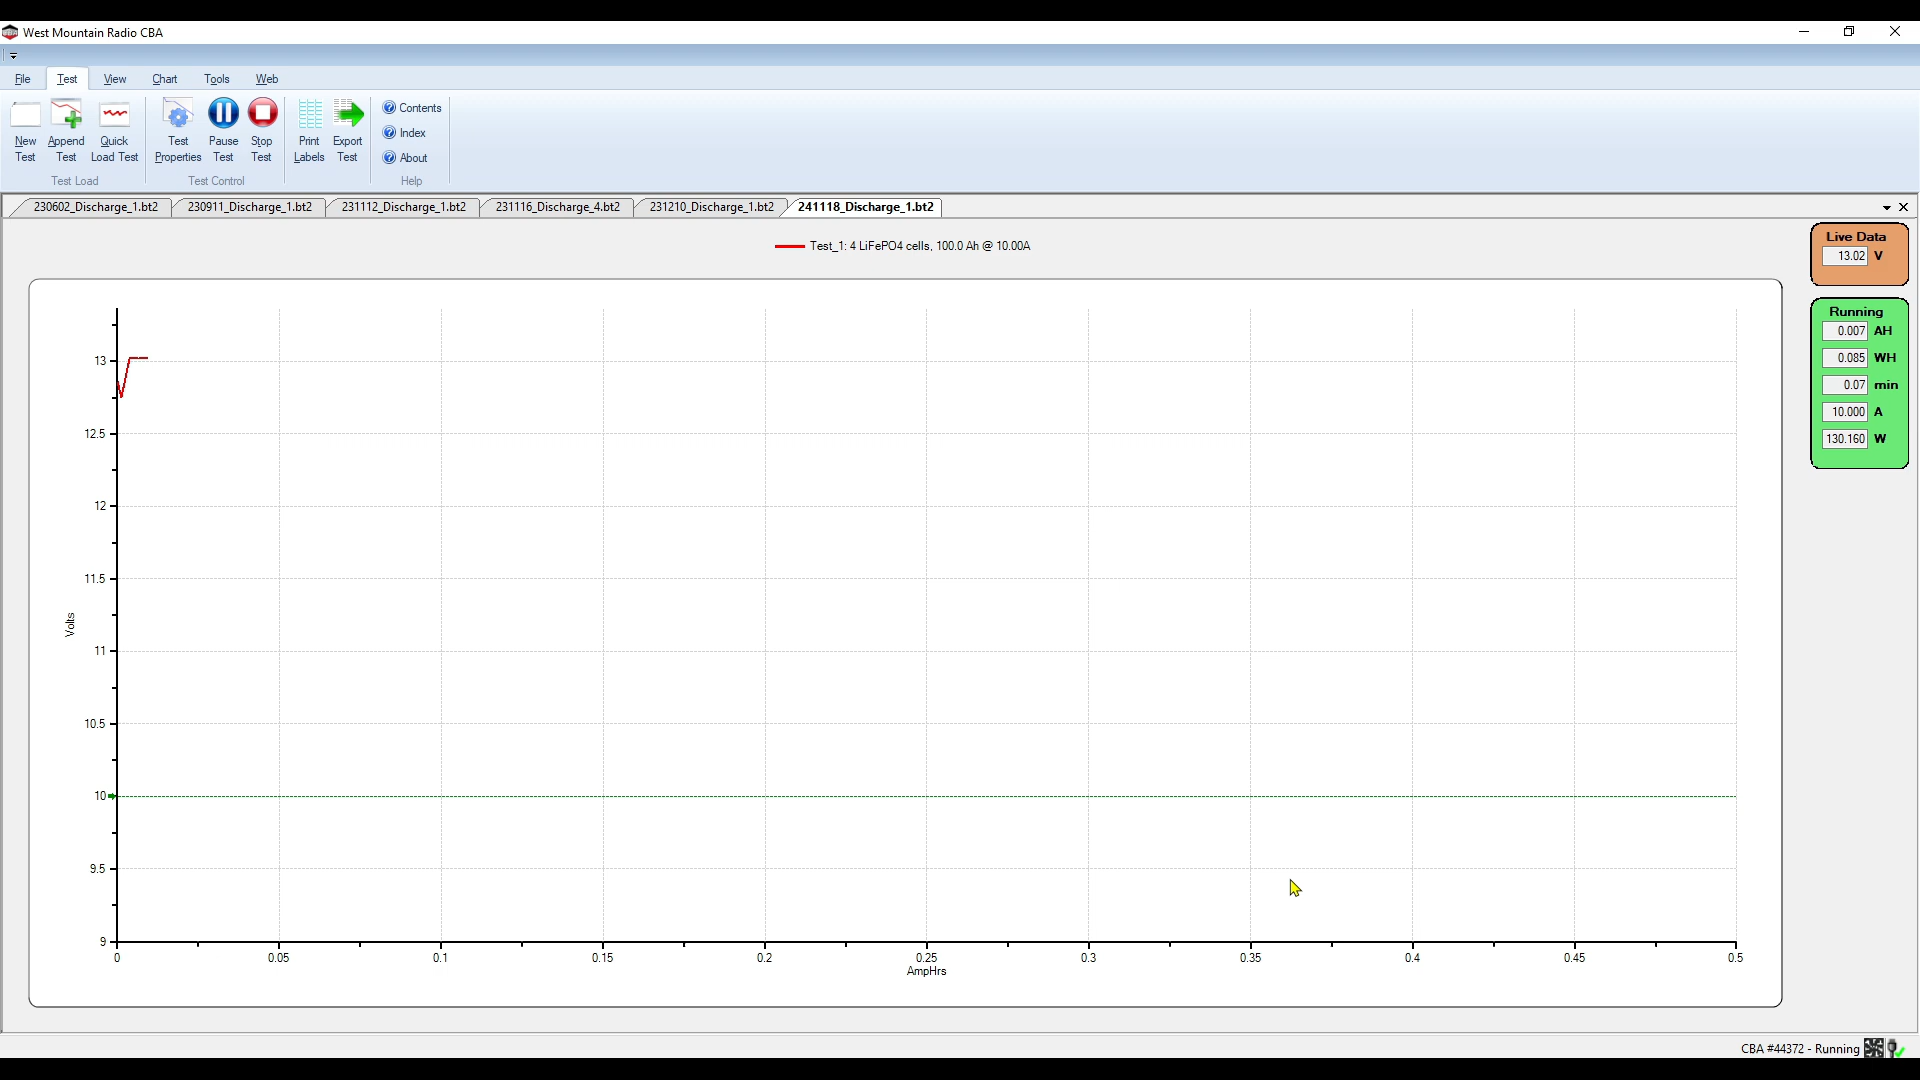 West Mountain Radio CBA
File Test View Chart Tools Web
New Test
Append Test
Quick Load Test
Test Load
Test Properties
Pause Test
Stop Test
Test Control
Print Labels
Export Test
Contents
Index
About
Help
230602_Discharge_1.bt2 230911_Discharge_1.bt2 231112_Discharge_1.bt2 231116_Discharge_4.bt2 231210_Discharge_1.bt2 241118_Discharge_1.bt2
Test_1: 4 LiFePO4 cells, 100.0 Ah @ 10.00A
Live Data
13.02 V
Running
0.007 AH
0.085 WH
0.07 min
10.000 A
130.160 W
13
12.5
12
11.5
11
10.5
10
9.5
9
Volts
0 0.05 0.1 0.15 0.2 0.25 0.3 0.35 0.4 0.45 0.5
AmpHrs
CBA #44372 - Running